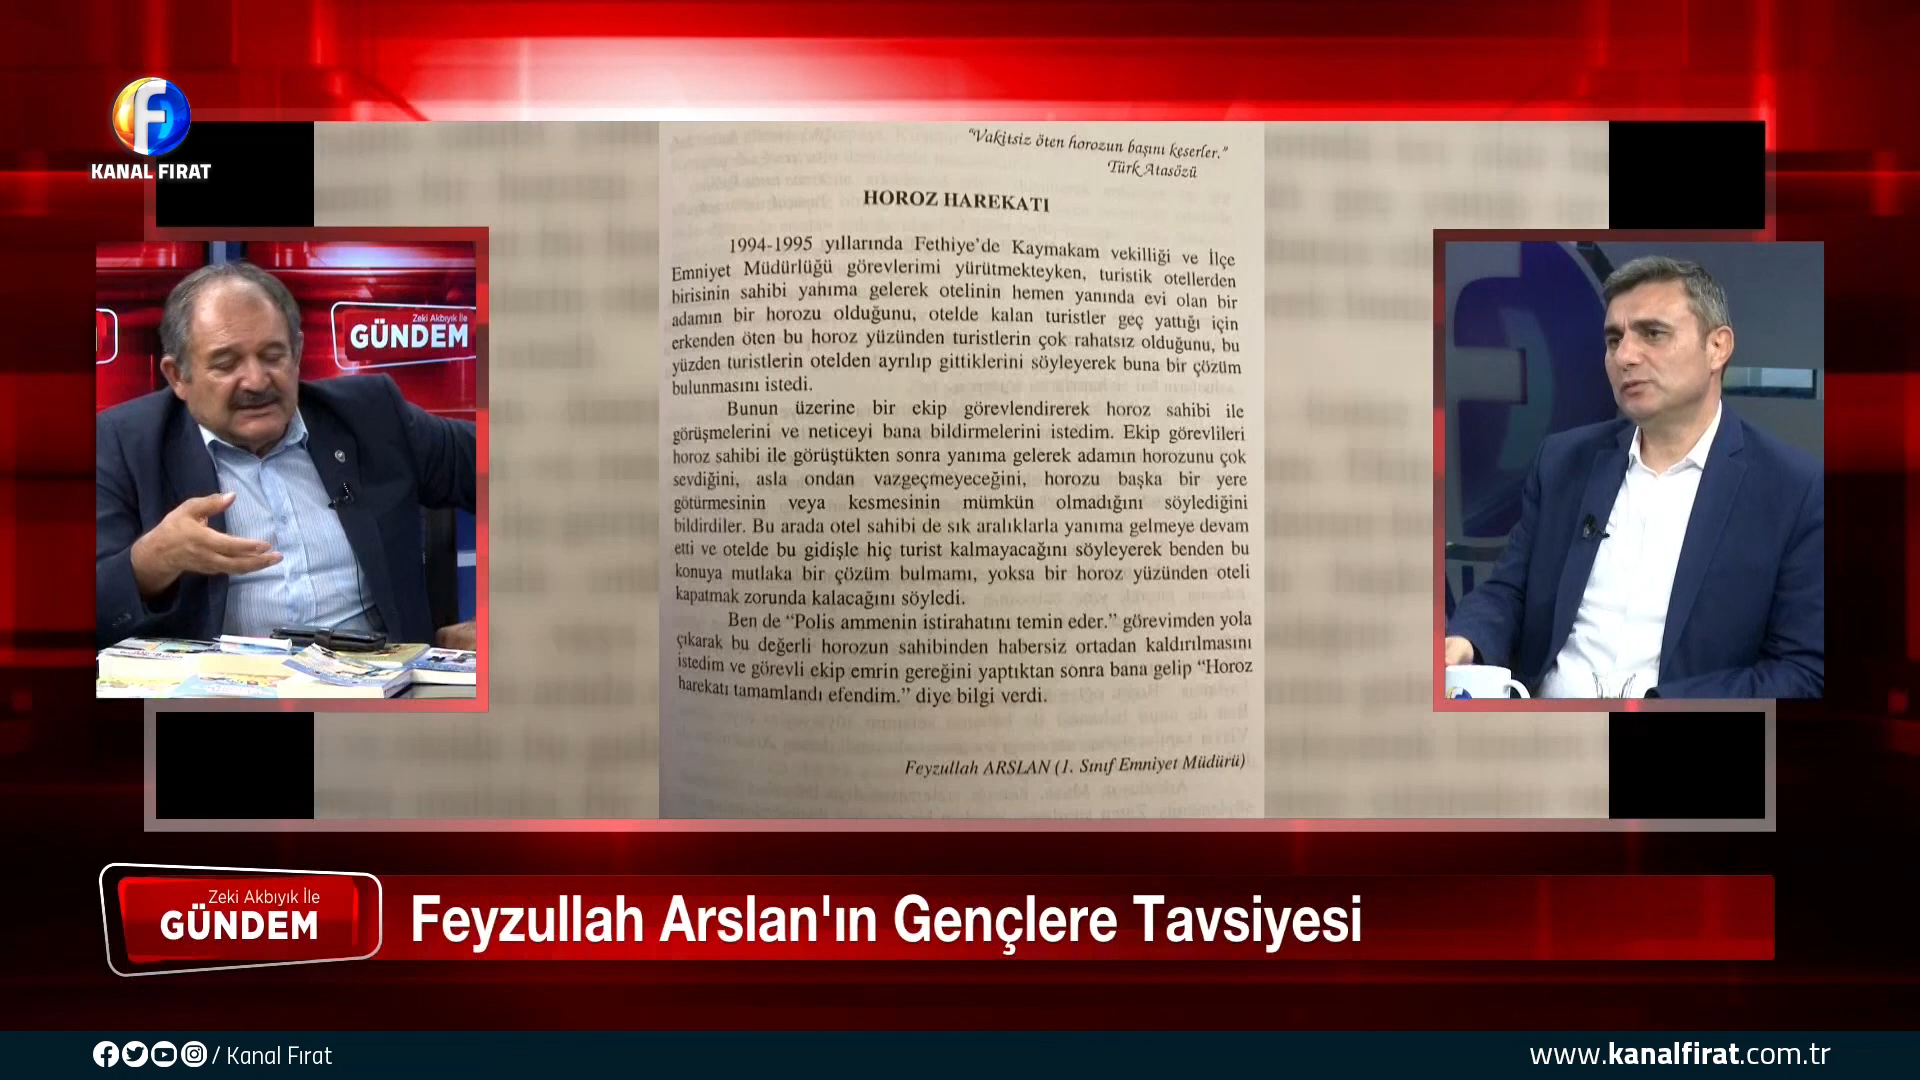 KANAL FIRAT
"Vakitsiz öten horozun başını keserler."
Türk Atasözü
HOROZ HAREKATI
1994-1995 yıllarında Fethiye'de Kaymakam vekilliği ve İlçe
Emniyet Müdürlüğü görevlerimi yürütmekteyken, turistik otellerden
birisinin sahibi yanıma gelerek otelinin hemen yanında evi olan bir
adamın bir horozu olduğunu, otelde kalan turistler geç yattığı için
erkenden öten bu horoz yüzünden turistlerin çok rahatsız olduğunu, bu
yüzden turistlerin otelden ayrılıp gittiklerini söyleyerek buna bir çözüm
bulunmasını istedi.
Bunun üzerine bir ekip görevlendirerek horoz sahibi ile
görüşmelerini ve neticeyi bana bildirmelerini istedim. Ekip görevlileri
horoz sahibi ile görüştükten sonra yanıma gelerek adamın horozunu çok
sevdiğini, asla ondan vazgeçmeyeceğini, horozu başka bir yere
götürmesinin veya kesmesinin mümkün olmadığını söylediğini
bildirdiler. Bu arada otel sahibi de sık aralıklarla yanıma gelmeye devam
etti ve otelde bu gidişle hiç turist kalmayacağını söyleyerek benden bu
konuya mutlaka bir çözüm bulmamı, yoksa bir horoz yüzünden oteli
kapatmak zorunda kalacağını söyledi.
Ben de "Polis ammenin istirahatını temin eder." görevimden yola
çıkarak bu değerli horozun sahibinden habersiz ortadan kaldırılmasını
istedim ve görevli ekip emrin gereğini yaptıktan sonra bana gelip "Horoz
harekatı tamamlandı efendim." diye bilgi verdi.
Feyzullah ARSLAN (1. Sınıf Emniyet Müdürü)
Zeki Akbıyık İle
GÜNDEM
Zeki Akbıyık İle
GÜNDEM
Feyzullah Arslan'ın Gençlere Tavsiyesi
/ Kanal Fırat
www.kanalfirat.com.tr